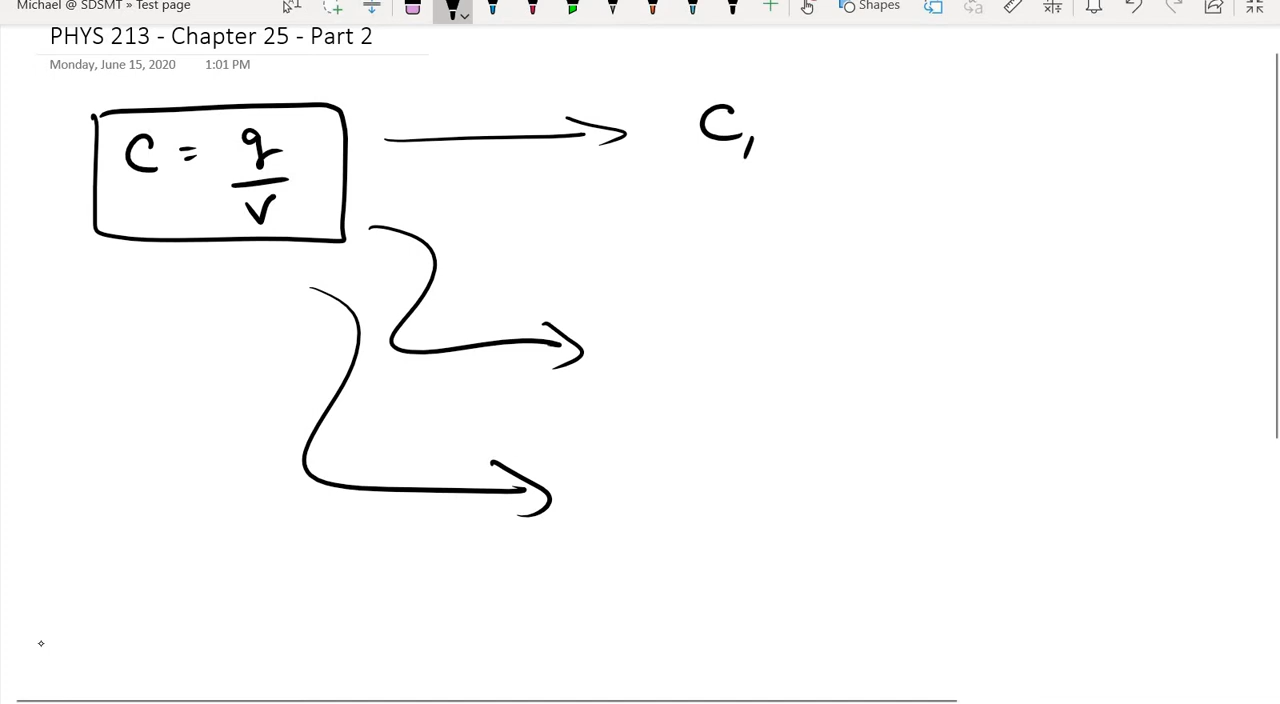 Michael @ SDSMT » Test page
Shapes
PHYS 213 - Chapter 25 - Part 2
Monday, June 15, 2020 1:01 PM
C = q/V
C,